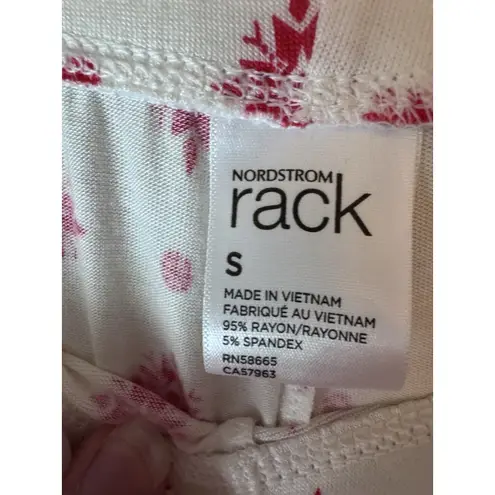 NORDSTROM
rack
S
MADE IN VIETNAM
FABRIQUÉ AU VIETNAM
95% RAYON/RAYONNE
5% SPANDEX
RN58665
CA57963